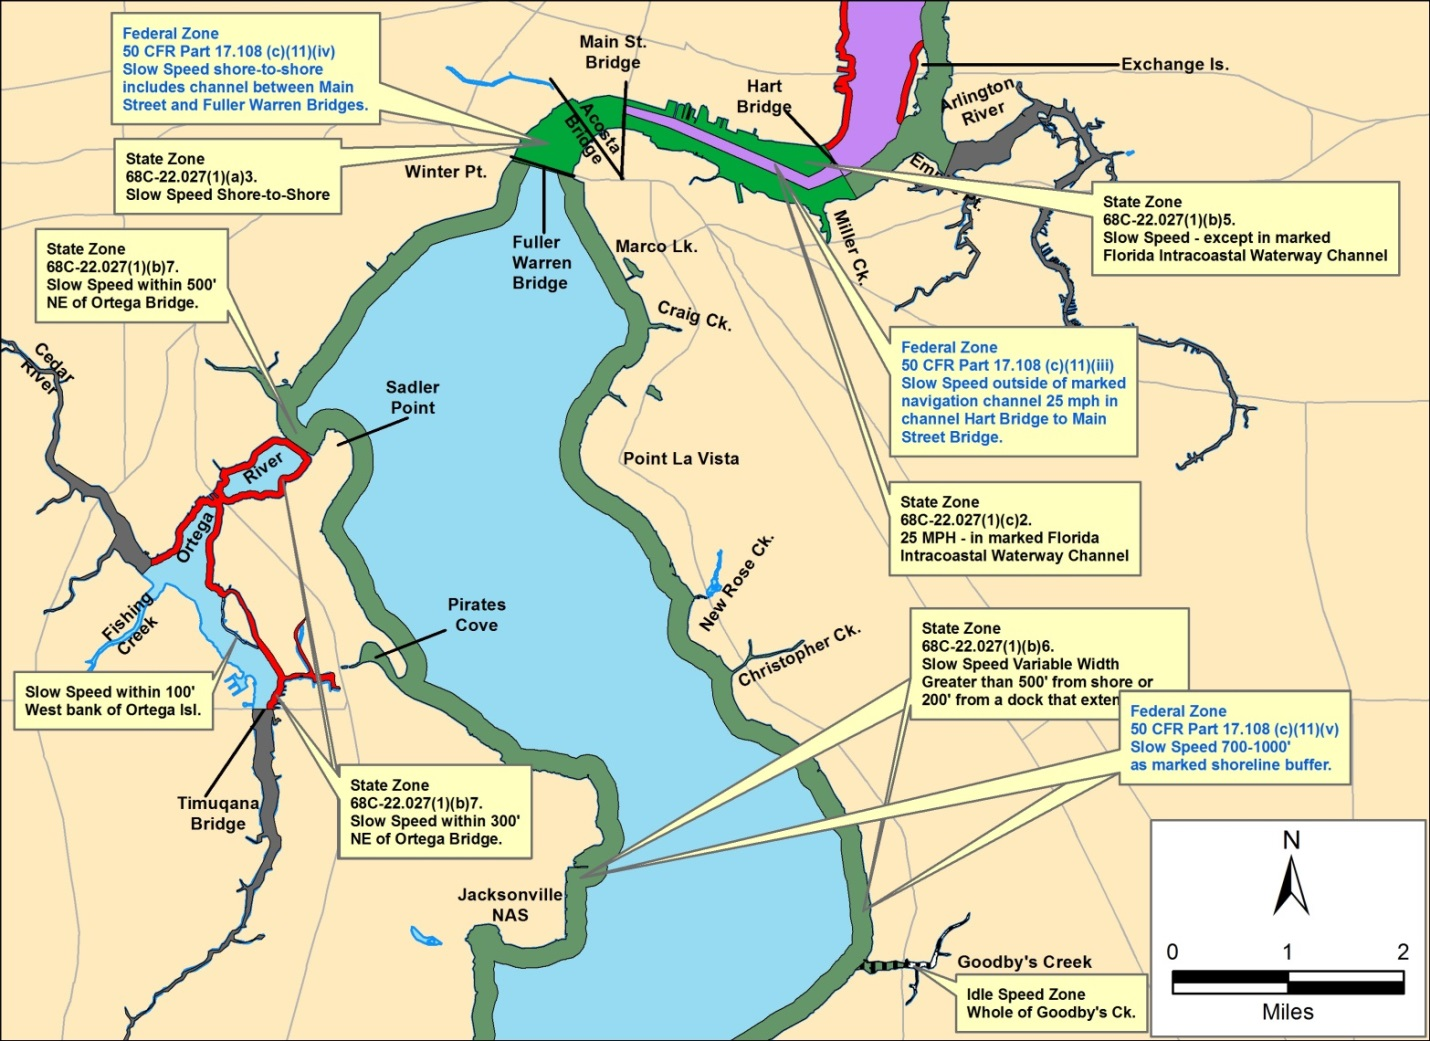 Federal Zone
50 CFR Part 17.108 (c)(11)(iv)
Slow Speed shore-to-shore
includes channel between Main
Street and Fuller Warren Bridges.
Main St.
Bridge
Hart
Bridge
Exchange Is.
Arlington
River
Acosta
Bridge
State Zone
68C-22.027(1)(a)3.
Slow Speed Shore-to-Shore
Winter Pt.
State Zone
68C-22.027(1)(b)5.
Slow Speed - except in marked
Florida Intracoastal Waterway Channel
State Zone
68C-22.027(1)(b)7.
Slow Speed within 500'
NE of Ortega Bridge.
Fuller
Warren
Bridge
Marco Lk.
Miller Ck.
Craig Ck.
Federal Zone
50 CFR Part 17.108 (c)(11)(iii)
Slow Speed outside of marked
navigation channel 25 mph in
channel Hart Bridge to Main
Street Bridge.
Cedar
River
Sadler
Point
River
Ortega
Point La Vista
State Zone
68C-22.027(1)(c)2.
25 MPH - in marked Florida
Intracoastal Waterway Channel
New Rose Ck.
Fishing
Creek
Pirates
Cove
Christopher Ck.
State Zone
68C-22.027(1)(b)6.
Slow Speed Variable Width
Greater than 500' from shore or
200' from a dock that exten
Slow Speed within 100'
West bank of Ortega Isl.
Federal Zone
50 CFR Part 17.108 (c)(11)(v)
Slow Speed 700-1000'
as marked shoreline buffer.
Timuqana
Bridge
State Zone
68C-22.027(1)(b)7.
Slow Speed within 300'
NE of Ortega Bridge.
Jacksonville
NAS
Goodby's Creek
Idle Speed Zone
Whole of Goodby's Ck.
N
0 1 2
Miles